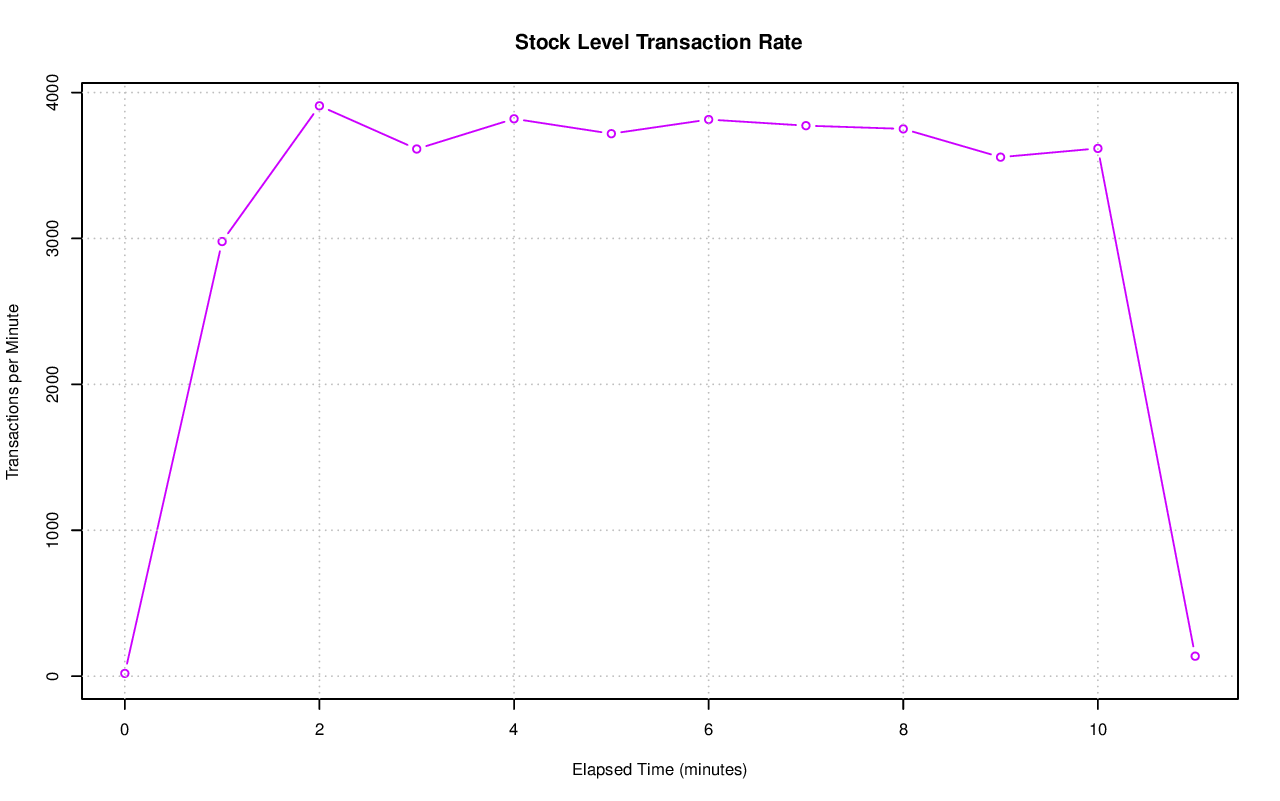 Stock Level Transaction Rate
Transactions per Minute
4000
3000
2000
1000
0
0 2 4 6 8 10
Elapsed Time (minutes)